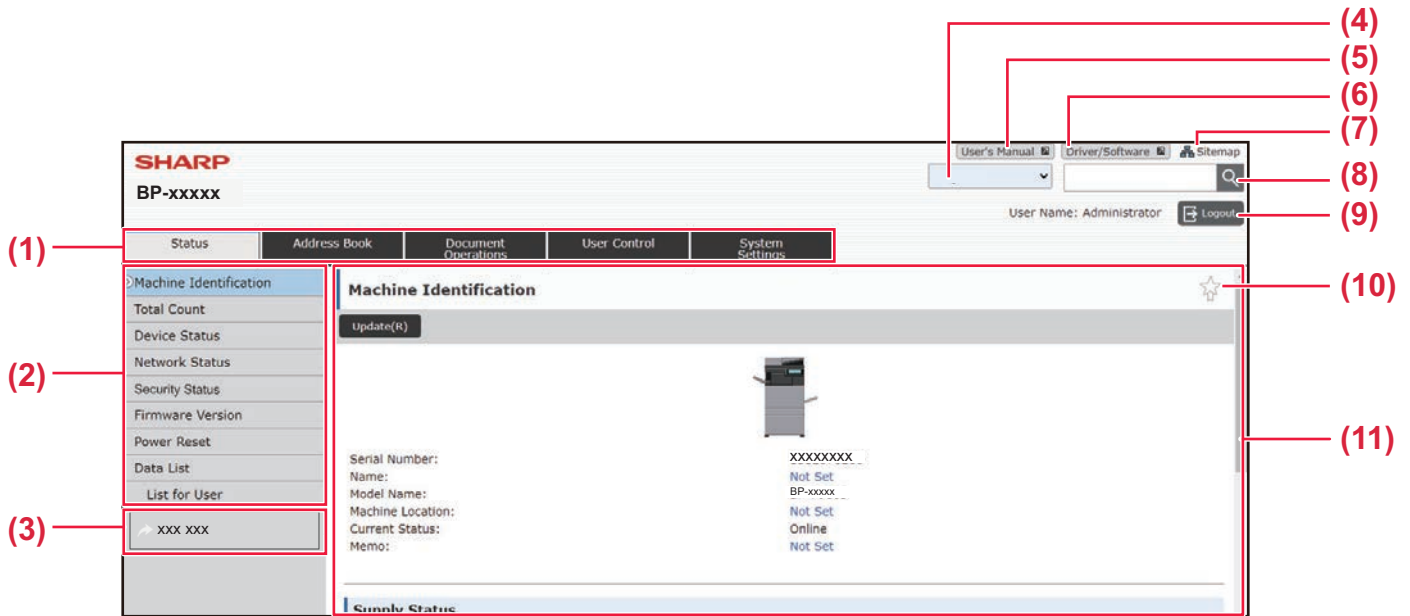 (4)
(5)
(6)
(7)
User's Manual
Driver/Software
Sitemap
SHARP
(8)
BP-xxxxx
User Name: Administrator
Logout
(9)
(1)
Status
Address Book
Document
Operations
User Control
System
Settings
(2)
Machine Identification
Total Count
Device Status
Network Status
Security Status
Firmware Version
Power Reset
Data List
List for User
(3)
xxx xxx
Machine Identification
(10)
Update(R)
(11)
Serial Number: XXXXXXXX
Name: Not Set
Model Name: BP-xxxxx
Machine Location: Not Set
Current Status: Online
Memo: Not Set
Supply Status